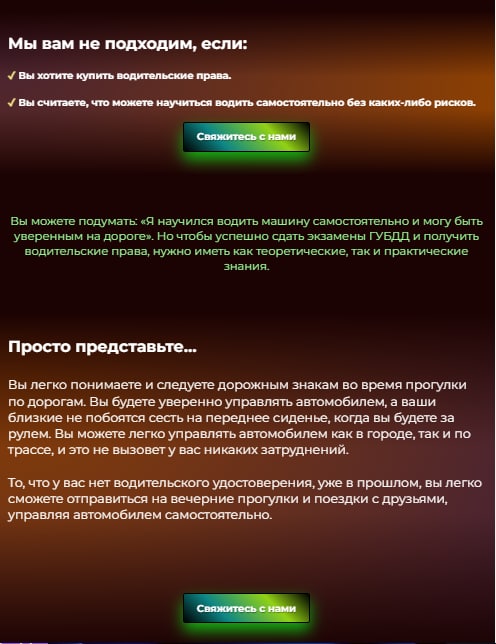 Мы вам не подходим, если:
✓ Вы хотите купить водительские права.
✓ Вы считаете, что можете научиться водить самостоятельно без каких-либо рисков.
Свяжитесь с нами
Вы можете подумать: «Я научился водить машину самостоятельно и могу быть
уверенным на дороге». Но чтобы успешно сдать экзамены ГУБДД и получить
водительские права, нужно иметь как теоретические, так и практические
знания.
Просто представьте...
Вы легко понимаете и следуете дорожным знакам во время прогулки
по дорогам. Вы будете уверенно управлять автомобилем, а ваши
близкие не побоятся сесть на переднее сиденье, когда вы будете за
рулем. Вы можете легко управлять автомобилем как в городе, так и по
трассе, и это не вызовет у вас никаких затруднений.
То, что у вас нет водительского удостоверения, уже в прошлом, вы легко
сможете отправиться на вечерние прогулки и поездки с друзьями,
управляя автомобилем самостоятельно.
Свяжитесь с нами